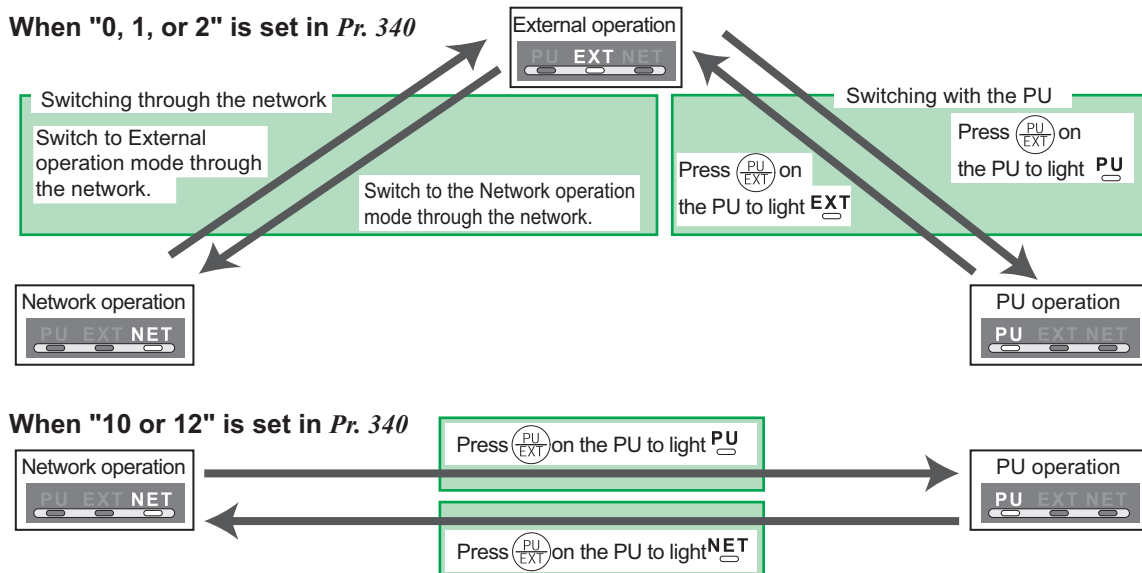 When "0, 1, or 2" is set in Pr. 340
External operation
PU EXT NET
Switching through the network
Switch to External
operation mode through
the network.
Switch to the Network operation
mode through the network.
Switching with the PU
Press PU/EXT on
the PU to light EXT
Press PU/EXT on
the PU to light PU
Network operation
PU EXT NET
PU operation
PU EXT NET
When "10 or 12" is set in Pr. 340
Network operation
PU EXT NET
Press PU/EXT on the PU to light PU
Press PU/EXT on the PU to light NET
PU operation
PU EXT NET